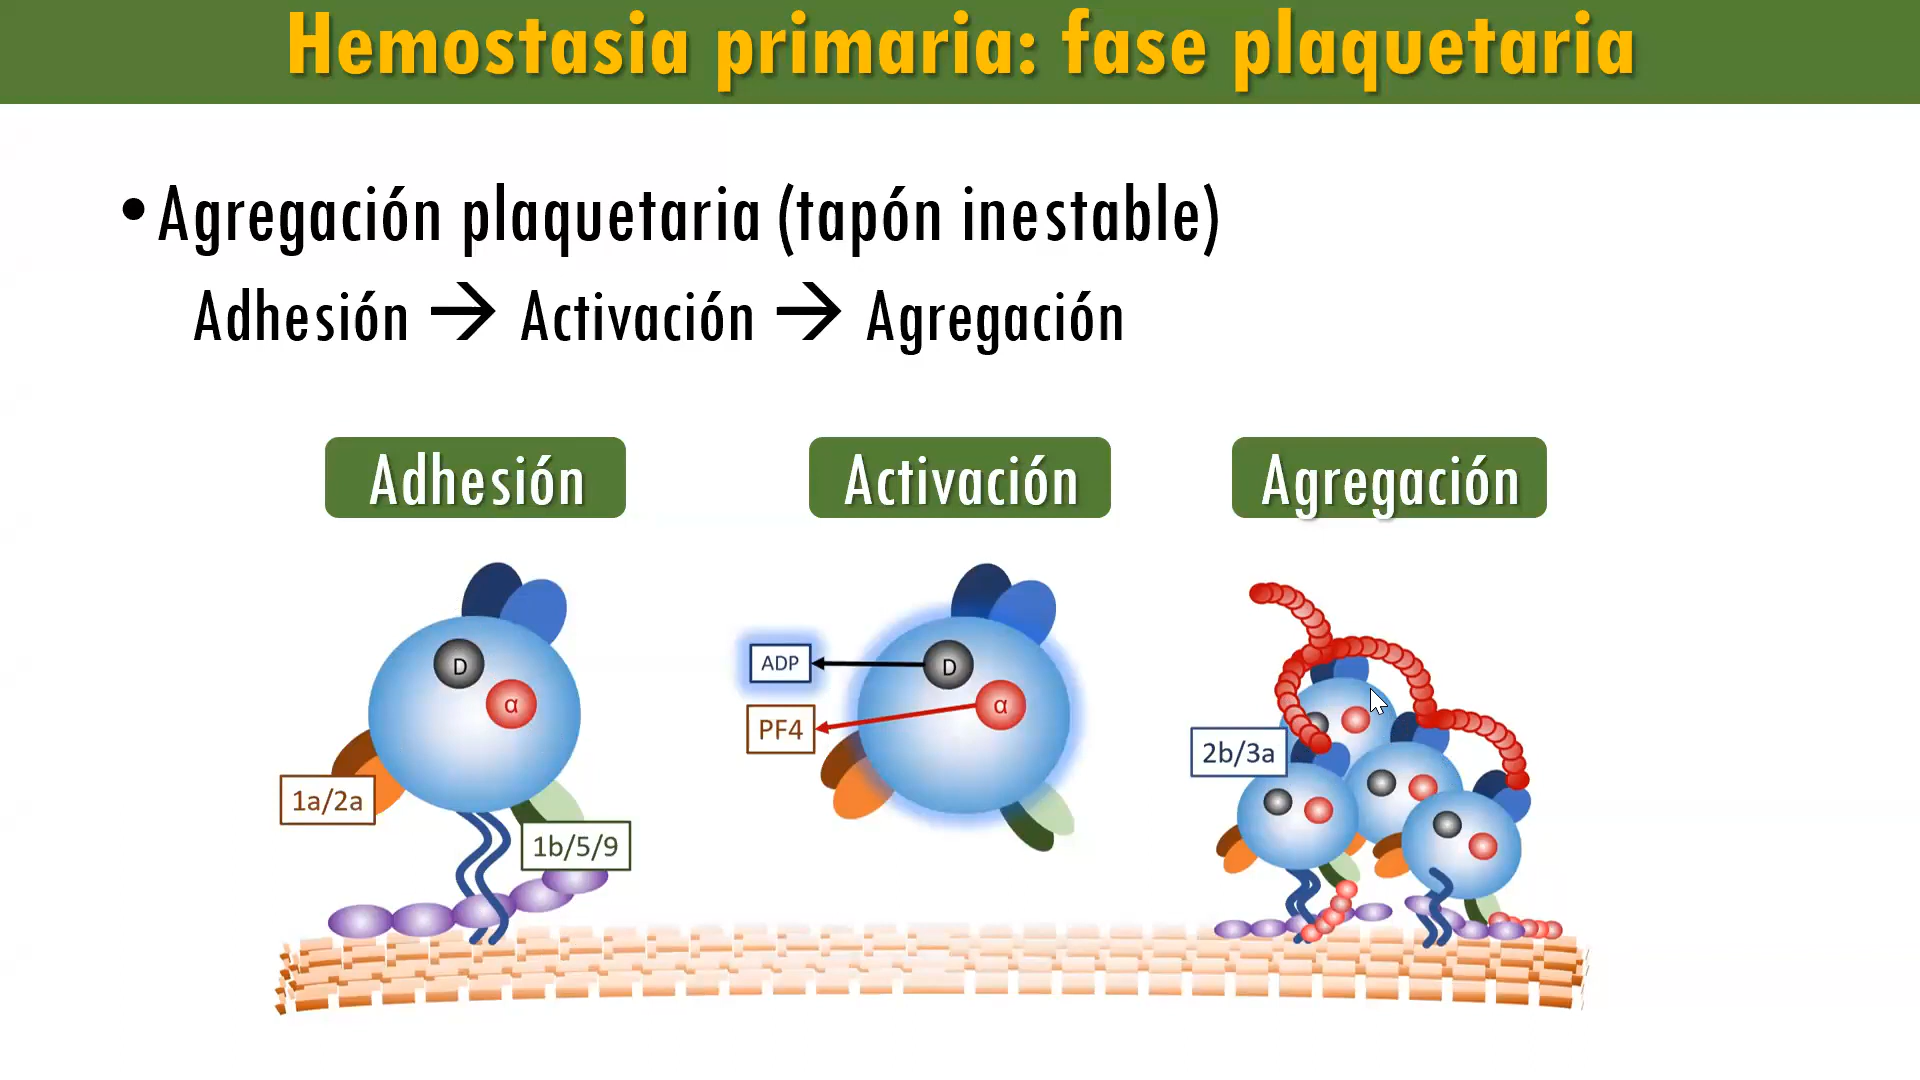 Hemostasia primaria: fase plaquetaria
•Agregación plaquetaria (tapón inestable)
Adhesión → Activación → Agregación
Adhesión
Activación
Agregación
D
α
1a/2a
1b/5/9
ADP
D
PF4
α
2b/3a